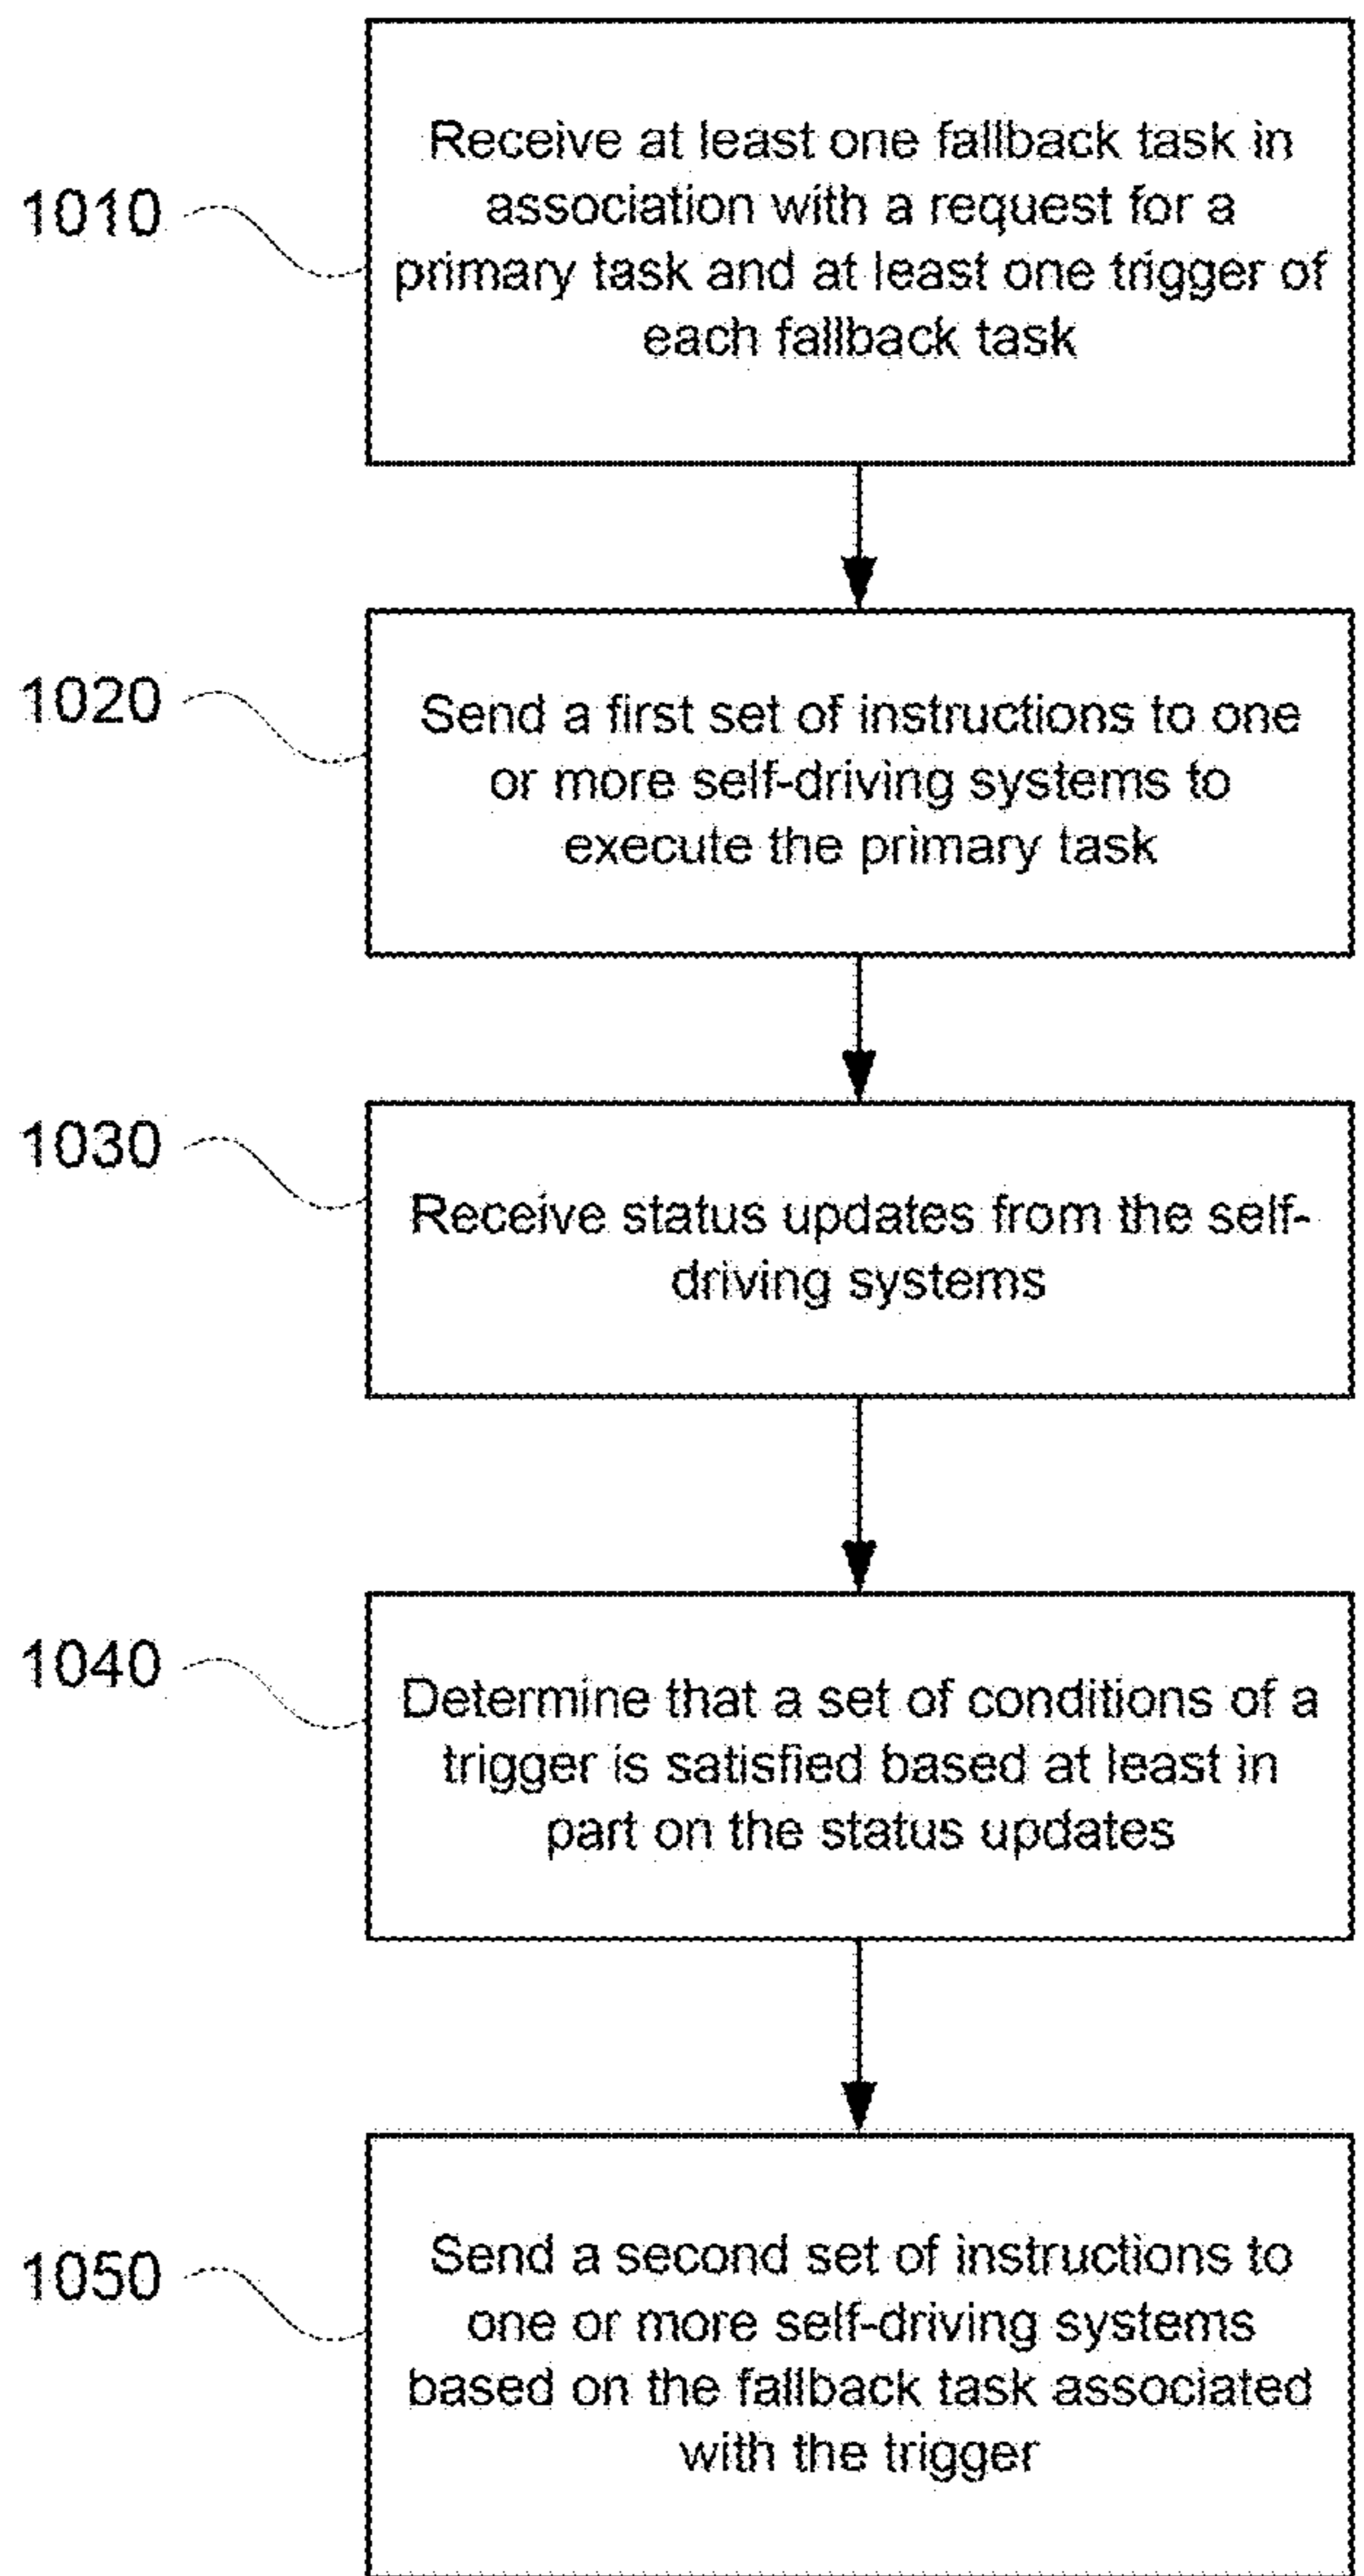 1010
Receive at least one fallback task in
association with a request for a
primary task and at least one trigger of
each fallback task
1020
Send a first set of instructions to one
or more self-driving systems to
execute the primary task
1030
Receive status updates from the self-
driving systems
1040
Determine that a set of conditions of a
trigger is satisfied based at least in
part on the status updates
1050
Send a second set of instructions to
one or more self-driving systems
based on the fallback task associated
with the trigger